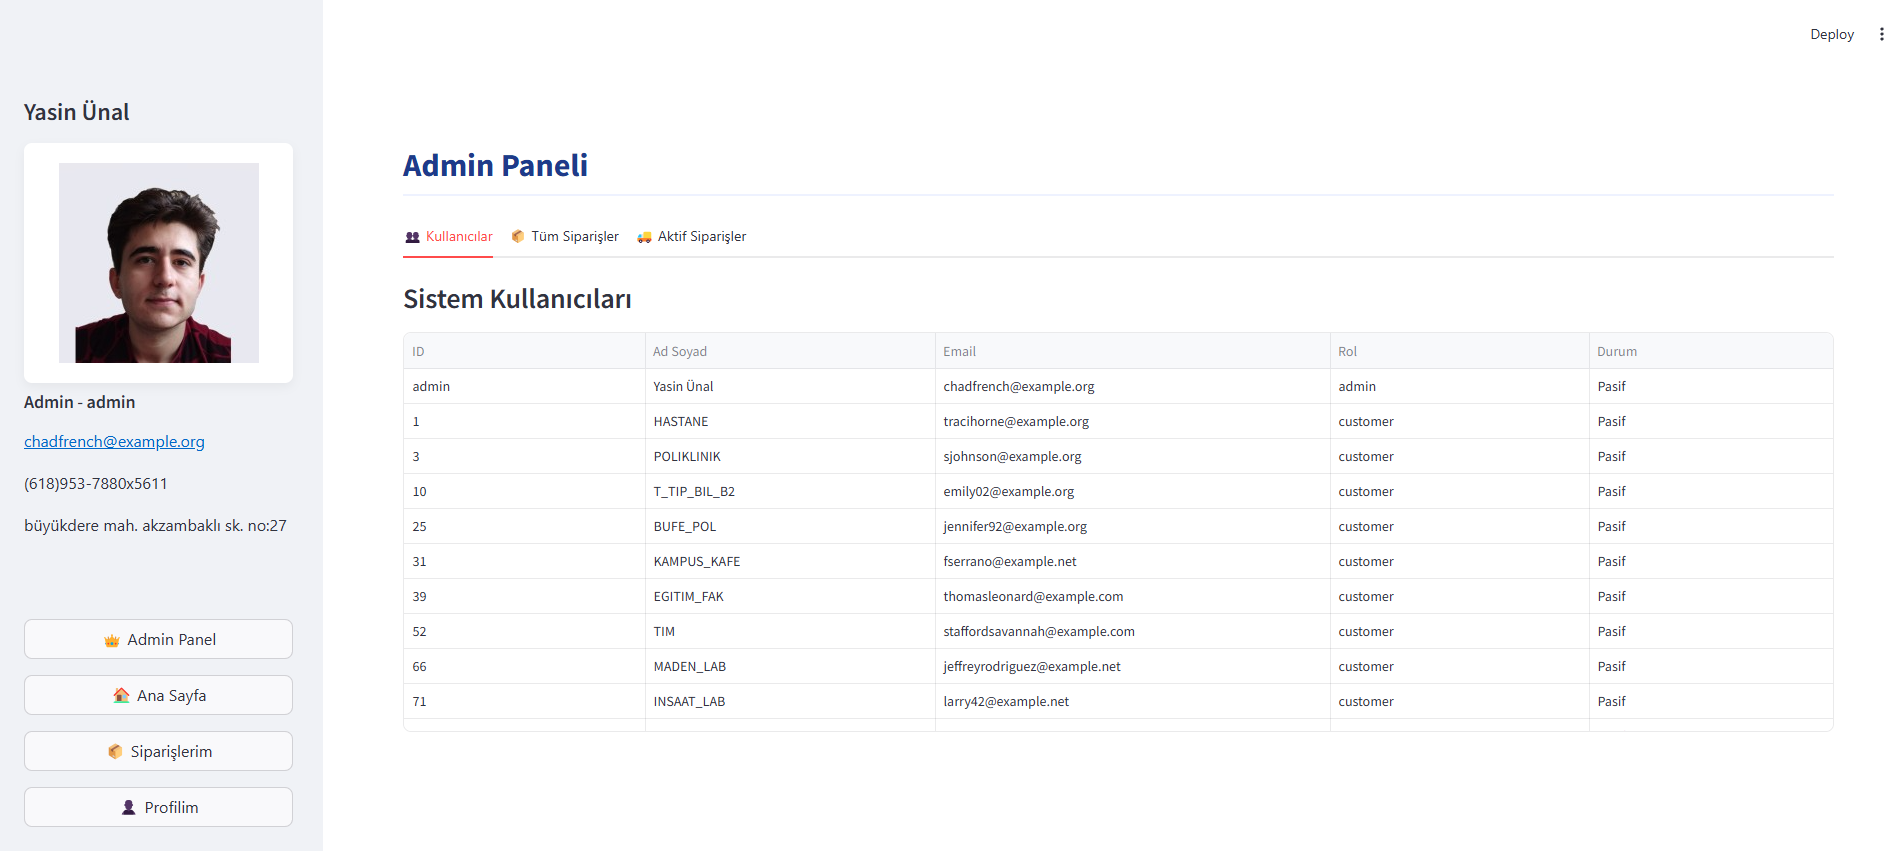 Deploy
Yasin Ünal
Admin - admin
chadfrench@example.org
(618)953-7880x5611
büyükdere mah. akzambaklı sk. no:27
Admin Panel
Ana Sayfa
Siparişlerim
Profilim
Admin Paneli
Kullanıcılar Tüm Siparişler Aktif Siparişler
Sistem Kullanıcıları
ID Ad Soyad Email Rol Durum
admin Yasin Ünal chadfrench@example.org admin Pasif
1 HASTANE tracihorne@example.org customer Pasif
3 POLIKLINIK sjohnson@example.org customer Pasif
10 T_TIP_BIL_B2 emily02@example.org customer Pasif
25 BUFE_POL jennifer92@example.org customer Pasif
31 KAMPUS_KAFE fserrano@example.net customer Pasif
39 EGITIM_FAK thomasleonard@example.com customer Pasif
52 TIM staffordsavannah@example.com customer Pasif
66 MADEN_LAB jeffreyrodriguez@example.net customer Pasif
71 INSAAT_LAB larry42@example.net customer Pasif